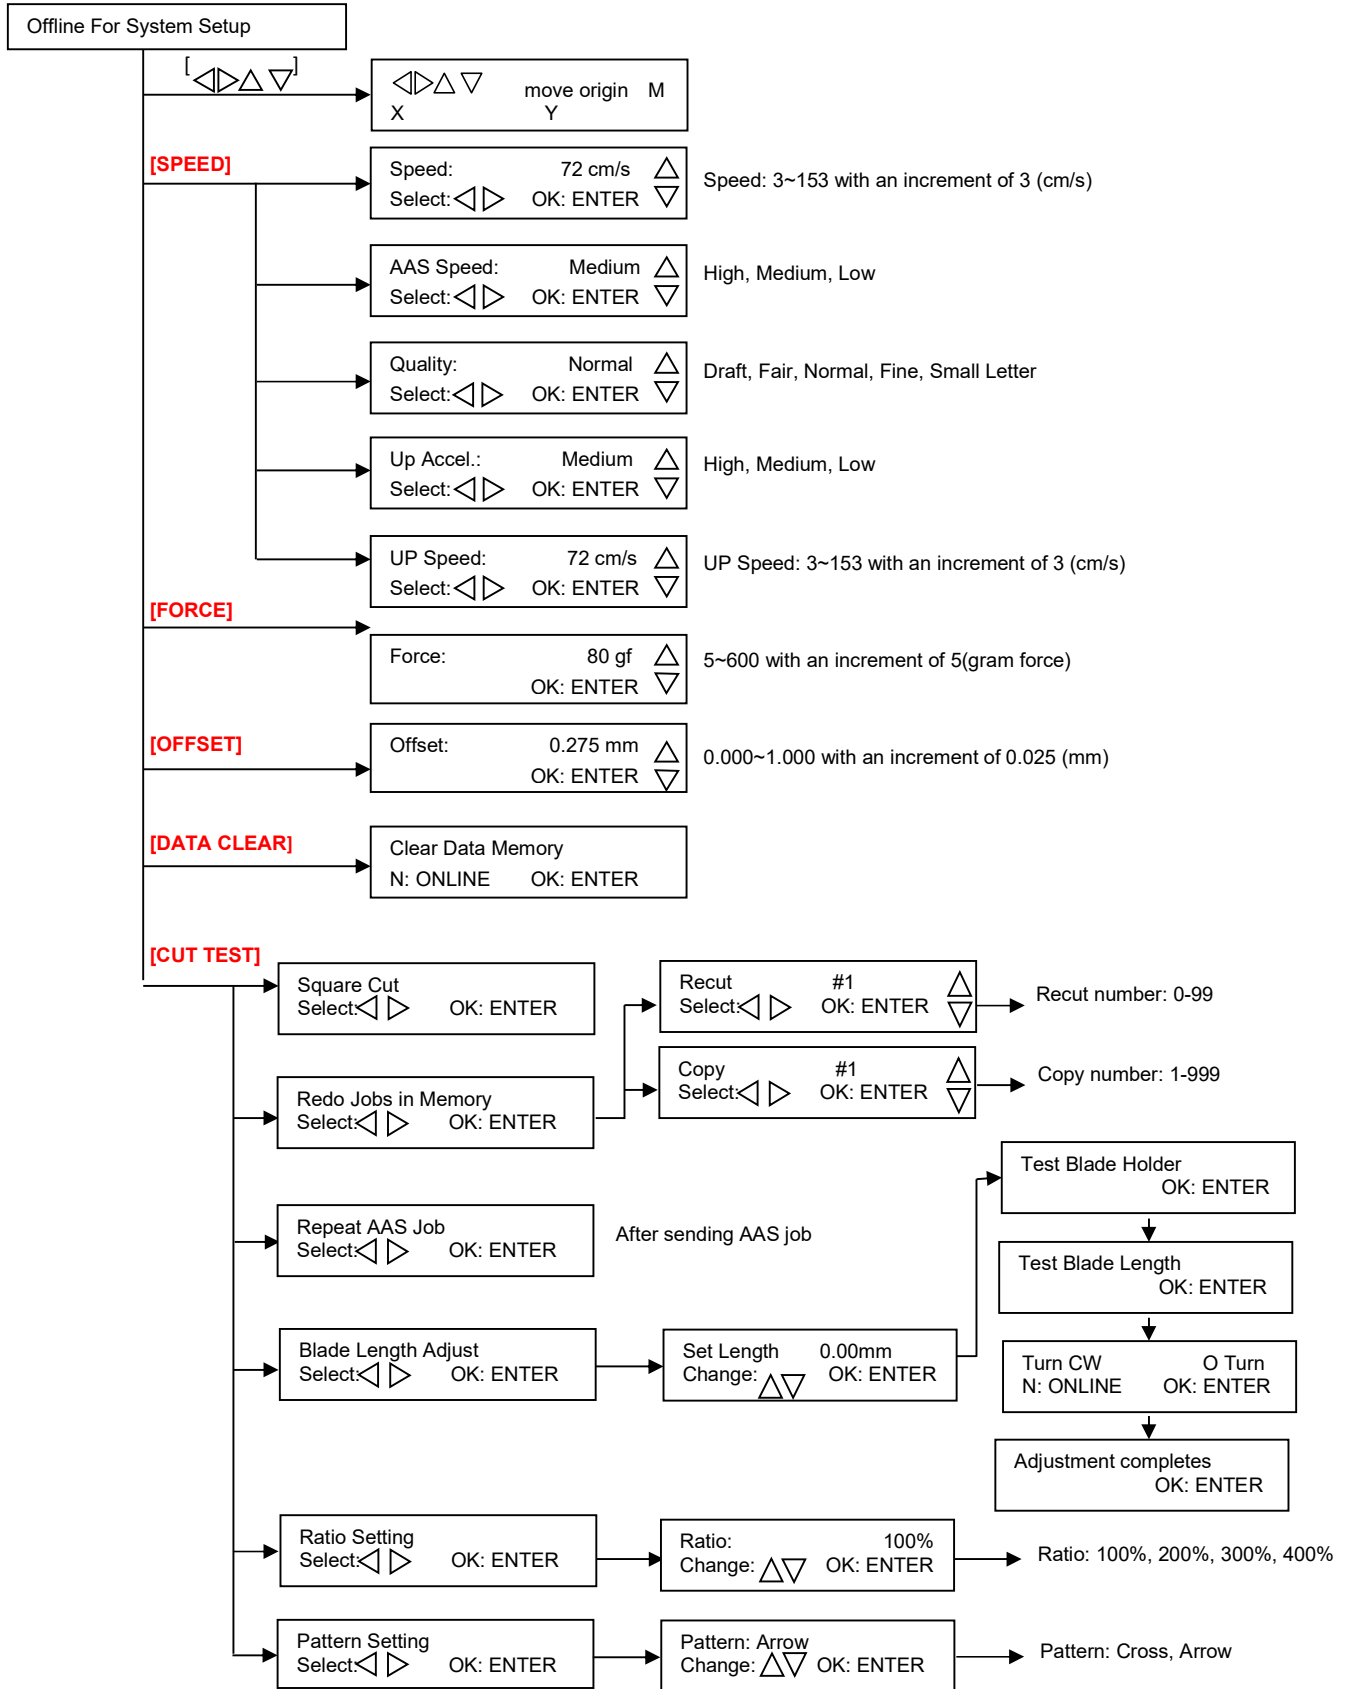 Offline For System Setup
[ ◁▷△▽ ]
◁▷△▽ move origin M
X Y
[SPEED]
Speed: 72 cm/s △
Select: ◁ ▷ OK: ENTER ▽
Speed: 3~153 with an increment of 3 (cm/s)
AAS Speed: Medium △
Select: ◁ ▷ OK: ENTER ▽
High, Medium, Low
Quality: Normal △
Select: ◁ ▷ OK: ENTER ▽
Draft, Fair, Normal, Fine, Small Letter
Up Accel.: Medium △
Select: ◁ ▷ OK: ENTER ▽
High, Medium, Low
UP Speed: 72 cm/s △
Select: ◁ ▷ OK: ENTER ▽
UP Speed: 3~153 with an increment of 3 (cm/s)
[FORCE]
Force: 80 gf △
OK: ENTER ▽
5~600 with an increment of 5(gram force)
[OFFSET]
Offset: 0.275 mm △
OK: ENTER ▽
0.000~1.000 with an increment of 0.025 (mm)
[DATA CLEAR]
Clear Data Memory
N: ONLINE OK: ENTER
[CUT TEST]
Square Cut
Select: ◁ ▷ OK: ENTER
Redo Jobs in Memory
Select: ◁ ▷ OK: ENTER
Recut #1 △
Select: ◁ ▷ OK: ENTER ▽
Recut number: 0-99
Copy #1 △
Select: ◁ ▷ OK: ENTER ▽
Copy number: 1-999
Repeat AAS Job
Select: ◁ ▷ OK: ENTER
After sending AAS job
Blade Length Adjust
Select: ◁ ▷ OK: ENTER
Set Length 0.00mm
Change: △▽ OK: ENTER
Test Blade Holder
OK: ENTER
Test Blade Length
OK: ENTER
Turn CW O Turn
N: ONLINE OK: ENTER
Adjustment completes
OK: ENTER
Ratio Setting
Select: ◁ ▷ OK: ENTER
Ratio: 100%
Change: △▽ OK: ENTER
Ratio: 100%, 200%, 300%, 400%
Pattern Setting
Select: ◁ ▷ OK: ENTER
Pattern: Arrow
Change: △▽ OK: ENTER
Pattern: Cross, Arrow